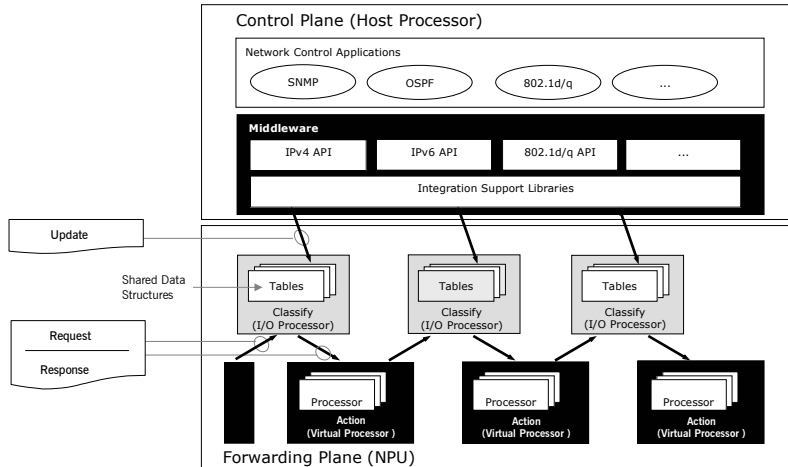 Control Plane (Host Processor)
Network Control Applications
SNMP
OSPF
802.1d/q
...
Middleware
IPv4 API
IPv6 API
802.1d/q API
...
Integration Support Libraries
Update
Shared Data
Structures
Tables
Classify
(I/O Processor)
Tables
Classify
(I/O Processor)
Tables
Classify
(I/O Processor)
Request
Response
Processor
Action
(Virtual Processor )
Processor
Action
(Virtual Processor )
Processor
Action
(Virtual Processor )
Forwarding Plane (NPU)